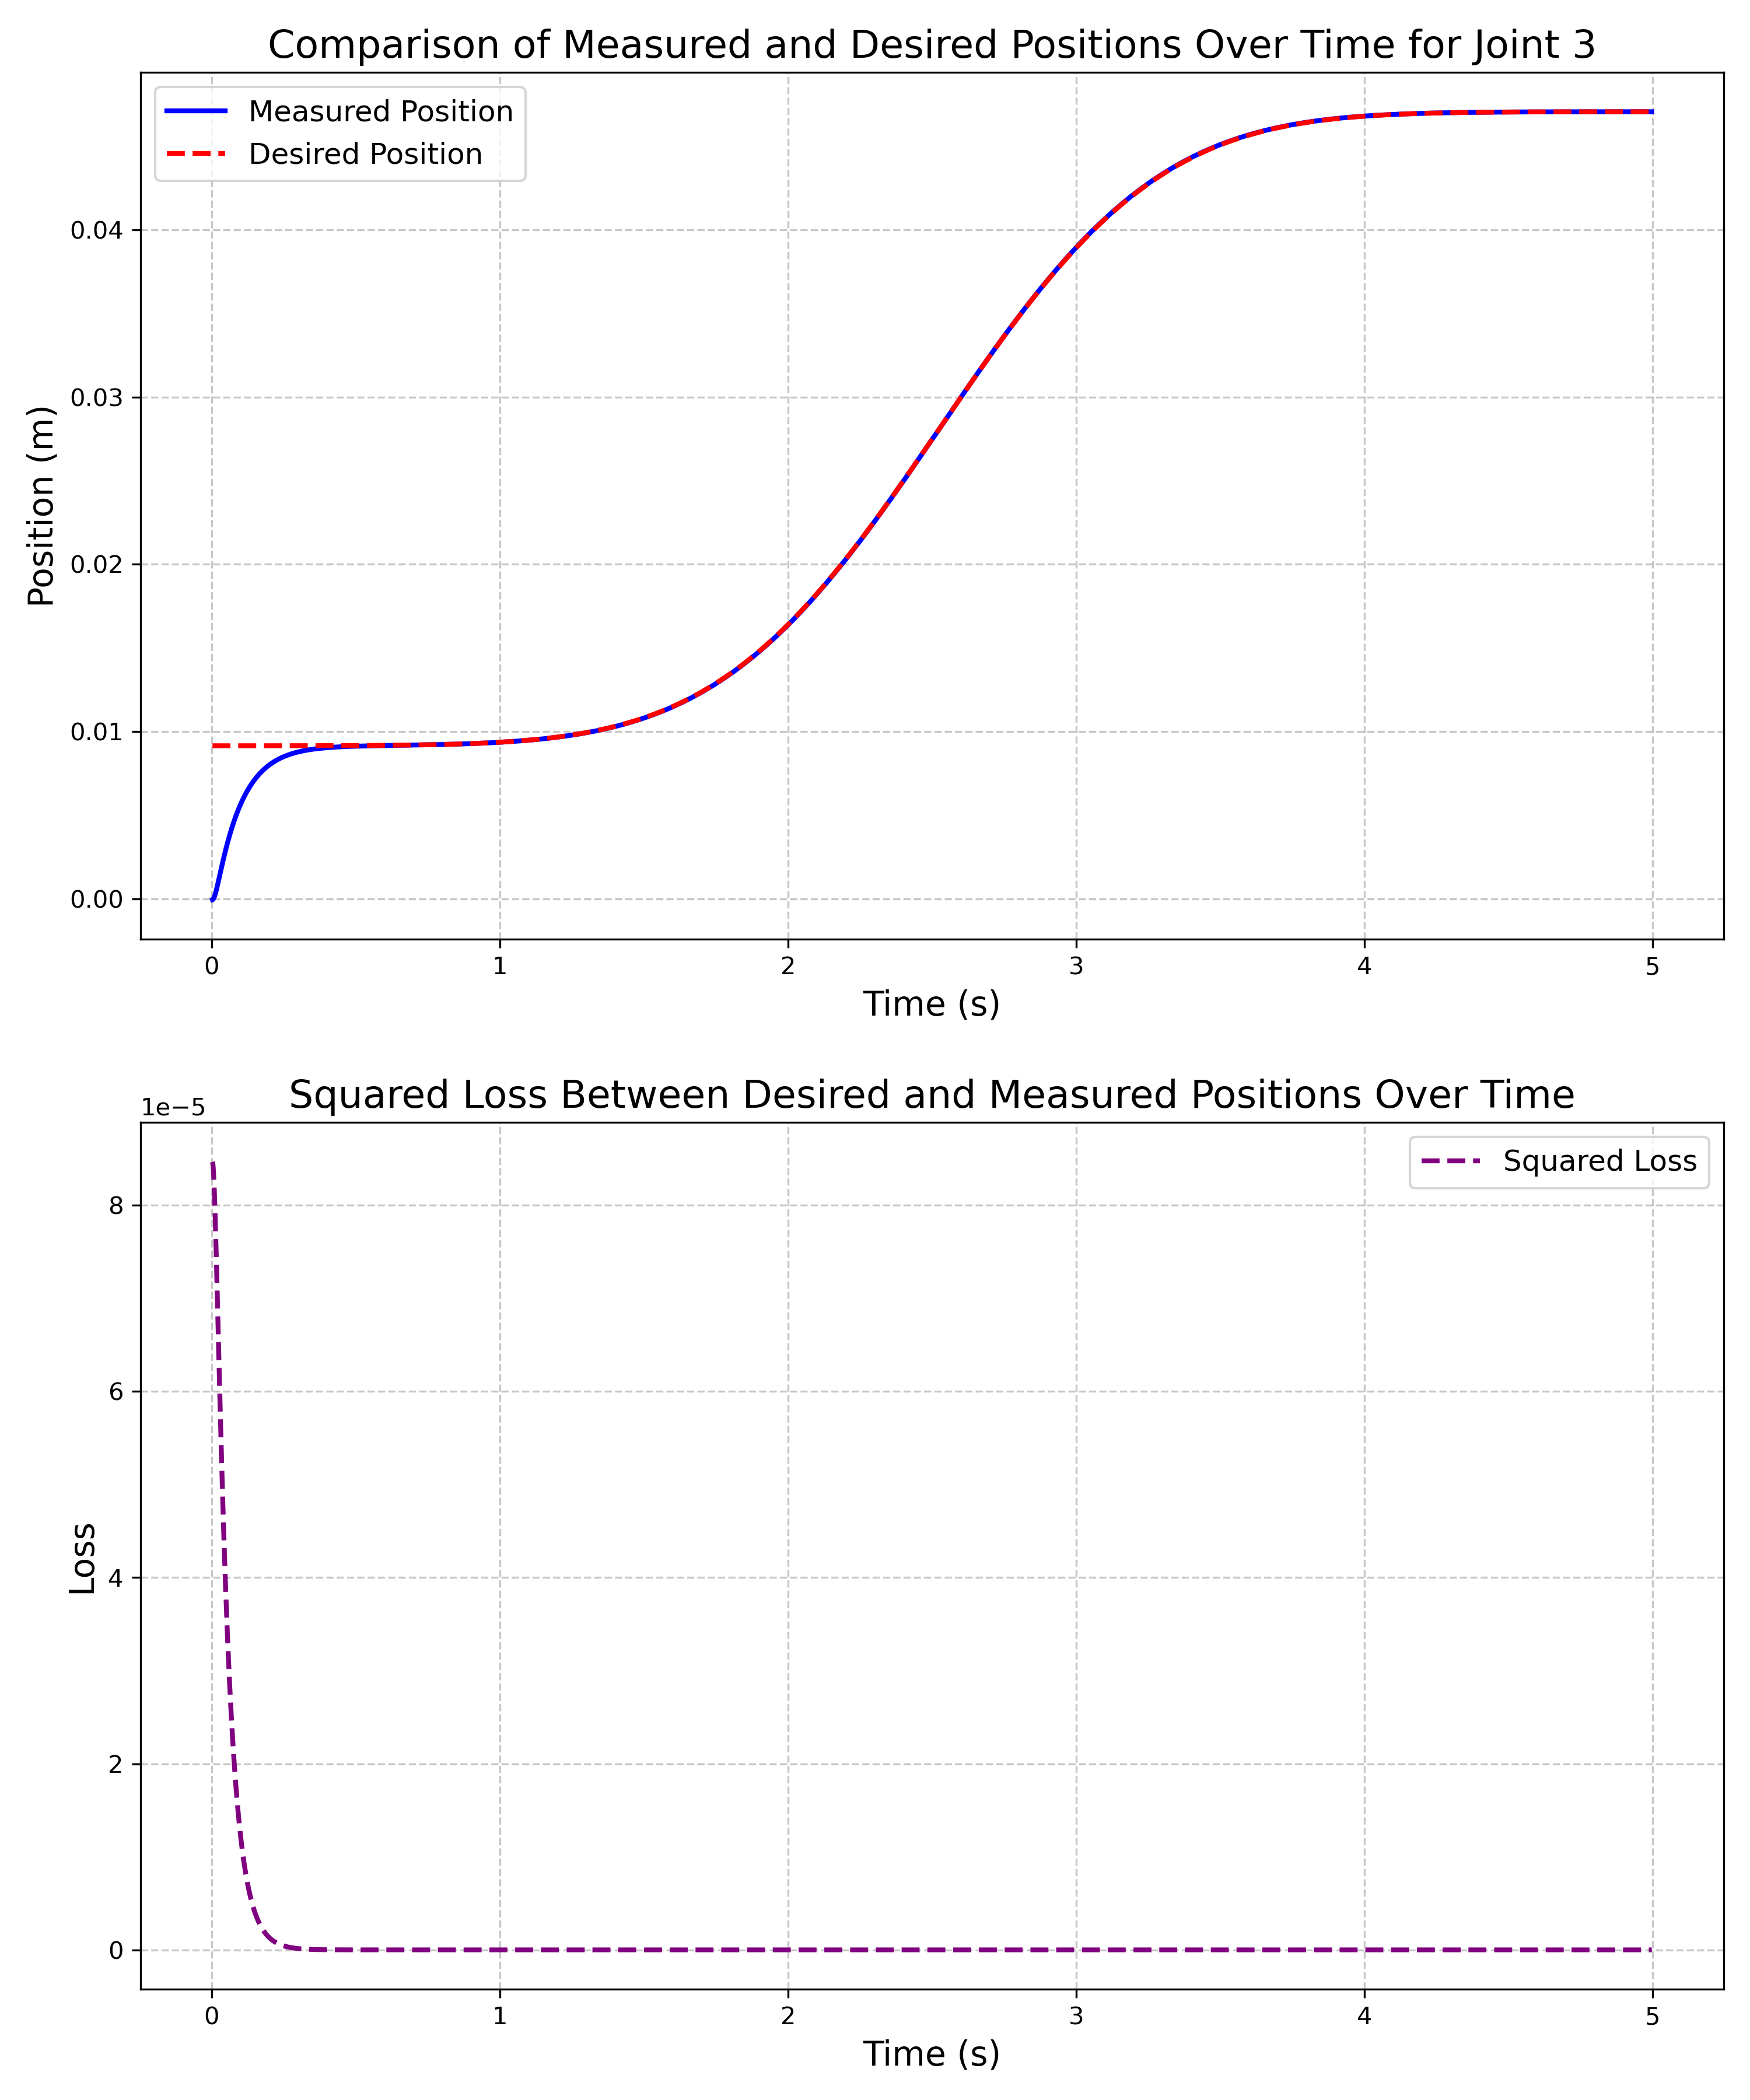 Comparison of Measured and Desired Positions Over Time for Joint 3
Measured Position
Desired Position
Position (m)
0.04
0.03
0.02
0.01
0.00
0 1 2 3 4 5
Time (s)
Squared Loss Between Desired and Measured Positions Over Time
1e−5
Squared Loss
Loss
8
6
4
2
0
0 1 2 3 4 5
Time (s)